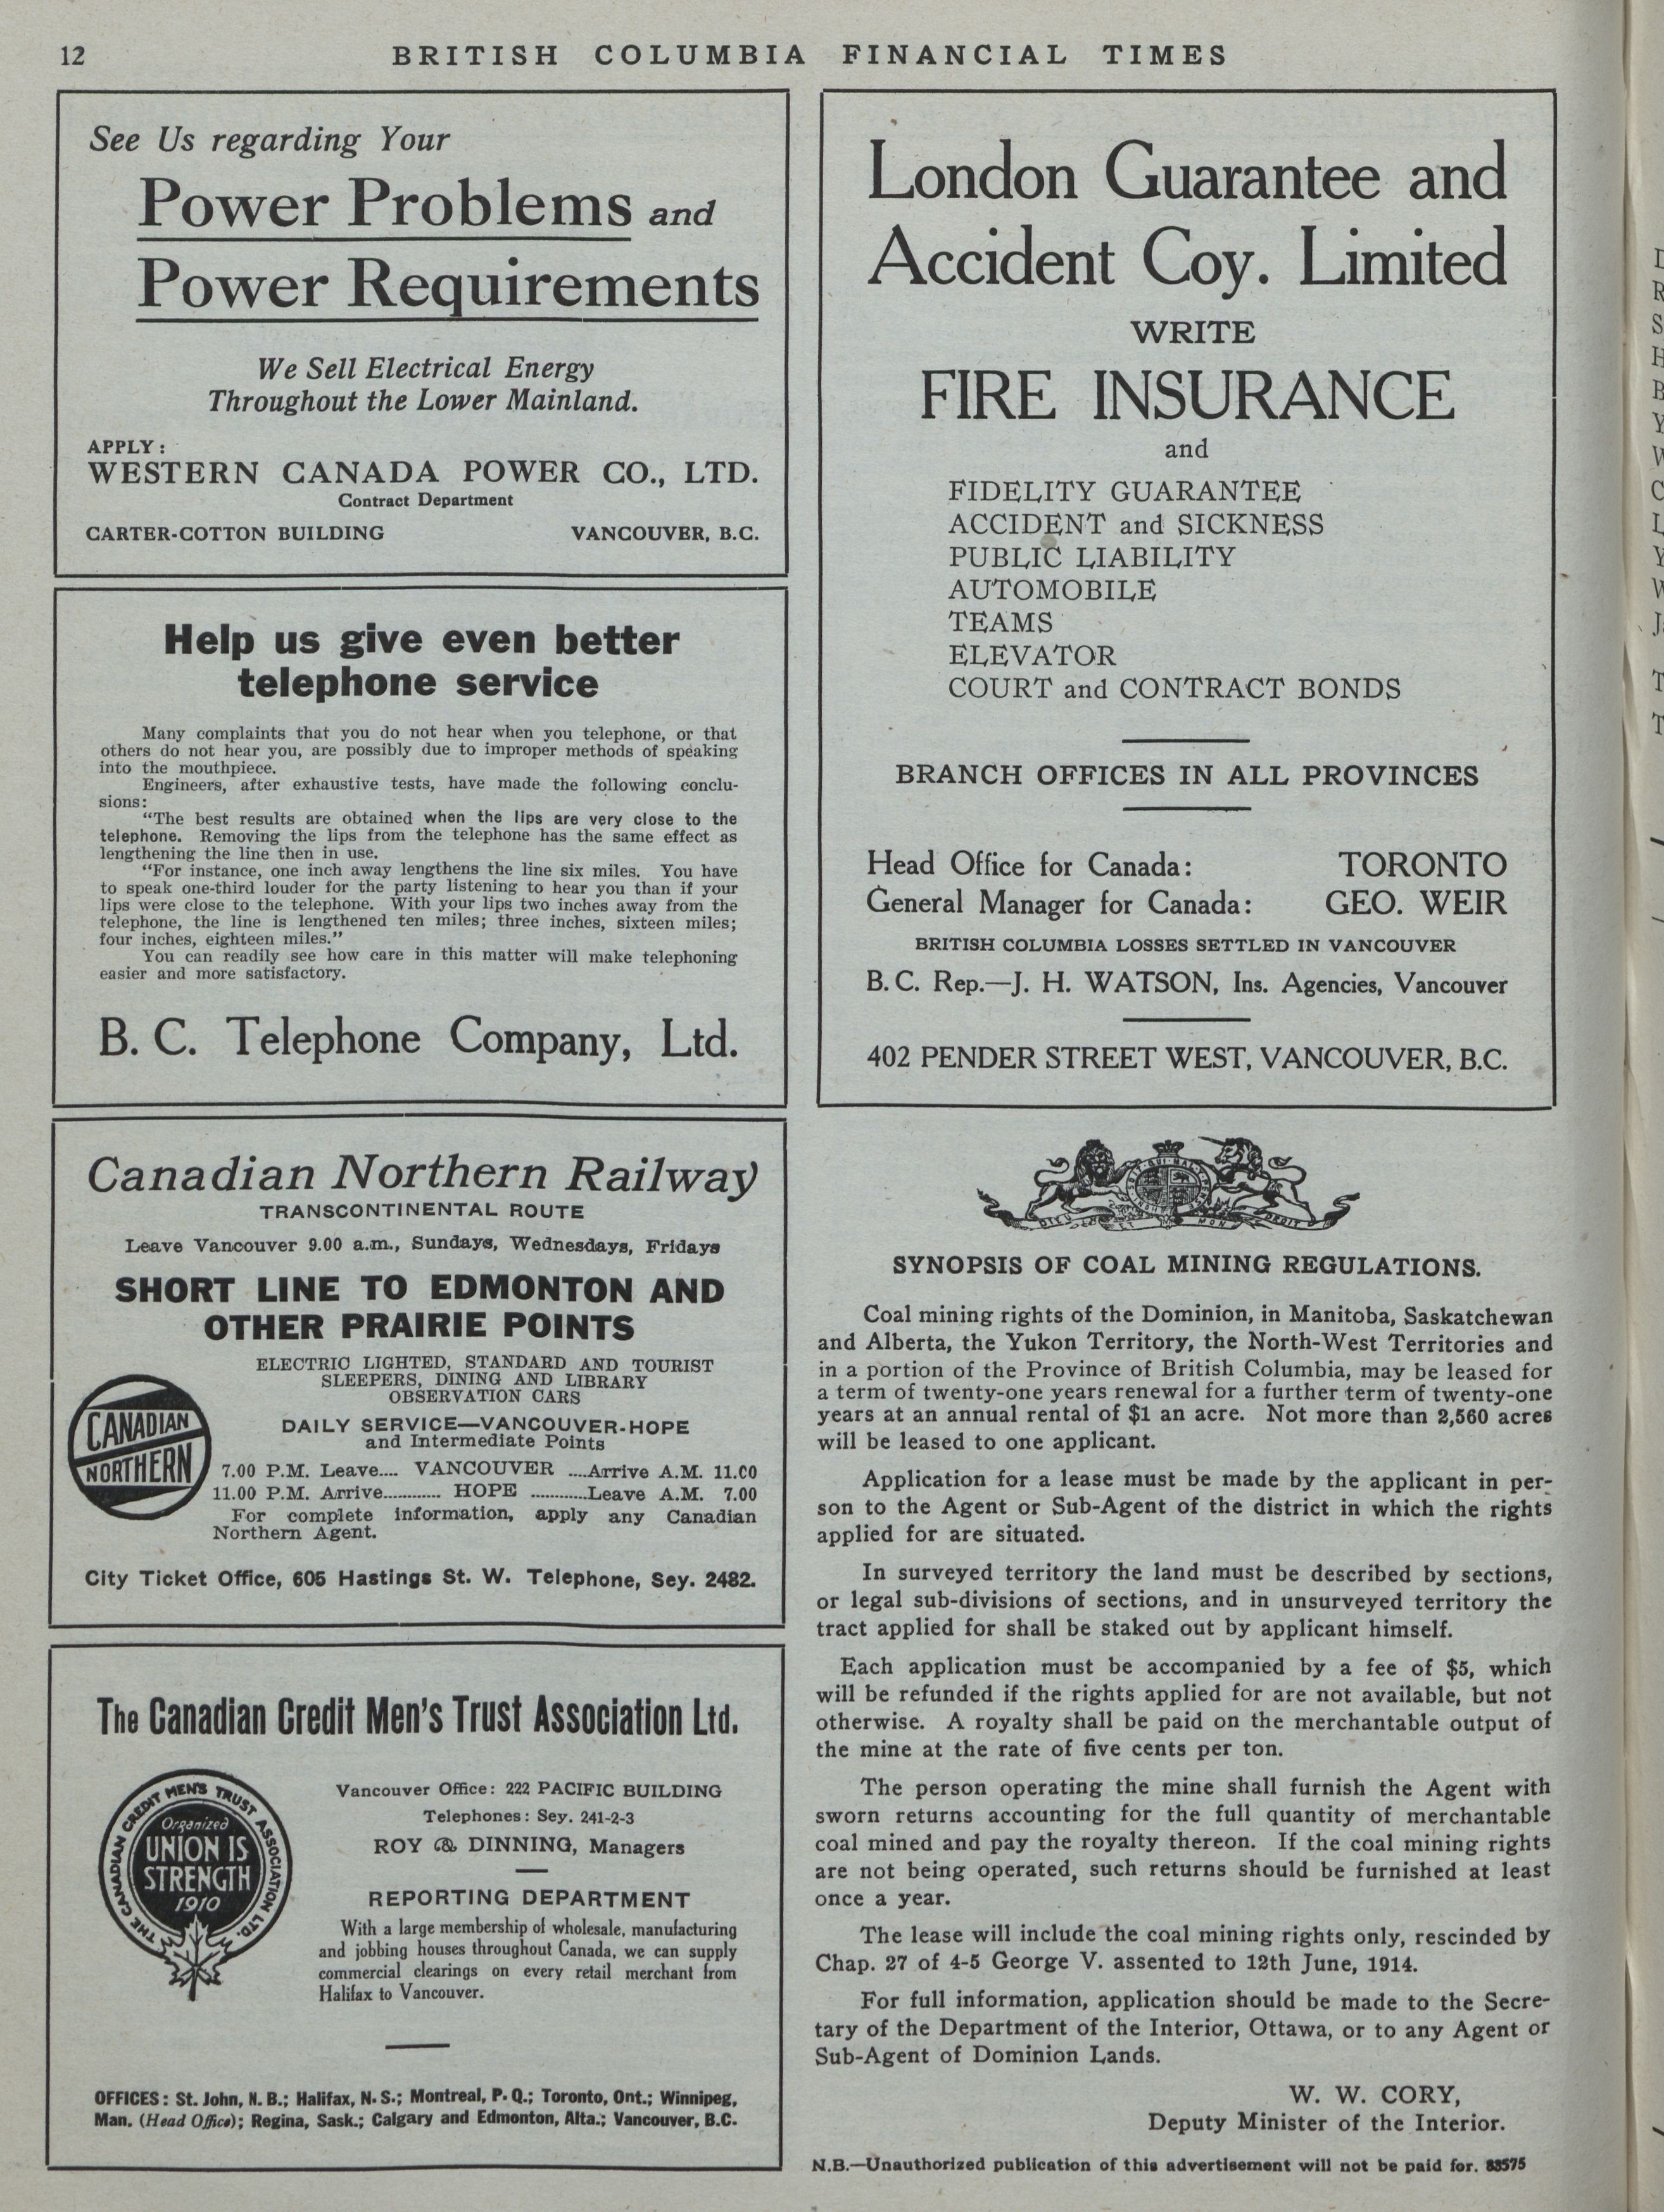 12
BRITISH COLUMBIA FINANCIAL TIMES
See Us regarding Your
Power Problems and
Power Requirements
We Sell Electrical Energy
Throughout the Lower Mainland.
APPLY:
WESTERN CANADA POWER CO., LTD.
Contract Department
CARTER-COTTON BUILDING VANCOUVER, B.C.
Help us give even better
telephone service
Many complaints that you do not hear when you telephone, or that
others do not hear you, are possibly due to improper methods of speaking
into the mouthpiece.
Engineers, after exhaustive tests, have made the following conclu-
sions:
"The best results are obtained when the lips are very close to the
telephone. Removing the lips from the telephone has the same effect as
lengthening the line then in use.
"For instance, one inch away lengthens the line six miles. You have
to speak one-third louder for the party listening to hear you than if your
lips were close to the telephone. With your lips two inches away from the
telephone, the line is lengthened ten miles; three inches, sixteen miles;
four inches, eighteen miles."
You can readily see how care in this matter will make telephoning
easier and more satisfactory.
B. C. Telephone Company, Ltd.
Canadian Northern Railway
TRANSCONTINENTAL ROUTE
Leave Vancouver 9.00 a.m., Sundays, Wednesdays, Fridays
SHORT LINE TO EDMONTON AND
OTHER PRAIRIE POINTS
ELECTRIC LIGHTED, STANDARD AND TOURIST
SLEEPERS, DINING AND LIBRARY
OBSERVATION CARS
CANADIAN
NORTHERN
DAILY SERVICE—VANCOUVER-HOPE
and Intermediate Points
7.00 P.M. Leave.... VANCOUVER ....Arrive A.M. 11.00
11.00 P.M. Arrive............ HOPE ............Leave A.M. 7.00
For complete information, apply any Canadian
Northern Agent.
City Ticket Office, 605 Hastings St. W. Telephone, Sey. 2482.
The Canadian Credit Men's Trust Association Ltd.
THE CANADIAN CREDIT MEN'S TRUST ASSOCIATION LTD.
Organized
UNION IS
STRENGTH
1910
Vancouver Office: 222 PACIFIC BUILDING
Telephones: Sey. 241-2-3
ROY & DINNING, Managers
REPORTING DEPARTMENT
With a large membership of wholesale, manufacturing
and jobbing houses throughout Canada, we can supply
commercial clearings on every retail merchant from
Halifax to Vancouver.
OFFICES: St. John, N. B.; Halifax, N. S.; Montreal, P. Q.; Toronto, Ont.; Winnipeg,
Man. (Head Office); Regina, Sask.; Calgary and Edmonton, Alta.; Vancouver, B.C.
London Guarantee and
Accident Coy. Limited
WRITE
FIRE INSURANCE
and
FIDELITY GUARANTEE
ACCIDENT and SICKNESS
PUBLIC LIABILITY
AUTOMOBILE
TEAMS
ELEVATOR
COURT and CONTRACT BONDS
BRANCH OFFICES IN ALL PROVINCES
Head Office for Canada: TORONTO
General Manager for Canada: GEO. WEIR
BRITISH COLUMBIA LOSSES SETTLED IN VANCOUVER
B. C. Rep.—J. H. WATSON, Ins. Agencies, Vancouver
402 PENDER STREET WEST, VANCOUVER, B.C.
DIEU ET MON DROIT
SYNOPSIS OF COAL MINING REGULATIONS.
Coal mining rights of the Dominion, in Manitoba, Saskatchewan
and Alberta, the Yukon Territory, the North-West Territories and
in a portion of the Province of British Columbia, may be leased for
a term of twenty-one years renewal for a further term of twenty-one
years at an annual rental of $1 an acre. Not more than 2,560 acres
will be leased to one applicant.
Application for a lease must be made by the applicant in per-
son to the Agent or Sub-Agent of the district in which the rights
applied for are situated.
In surveyed territory the land must be described by sections,
or legal sub-divisions of sections, and in unsurveyed territory the
tract applied for shall be staked out by applicant himself.
Each application must be accompanied by a fee of $5, which
will be refunded if the rights applied for are not available, but not
otherwise. A royalty shall be paid on the merchantable output of
the mine at the rate of five cents per ton.
The person operating the mine shall furnish the Agent with
sworn returns accounting for the full quantity of merchantable
coal mined and pay the royalty thereon. If the coal mining rights
are not being operated, such returns should be furnished at least
once a year.
The lease will include the coal mining rights only, rescinded by
Chap. 27 of 4-5 George V. assented to 12th June, 1914.
For full information, application should be made to the Secre-
tary of the Department of the Interior, Ottawa, or to any Agent or
Sub-Agent of Dominion Lands.
W. W. CORY,
Deputy Minister of the Interior.
N.B.—Unauthorized publication of this advertisement will not be paid for. 83575